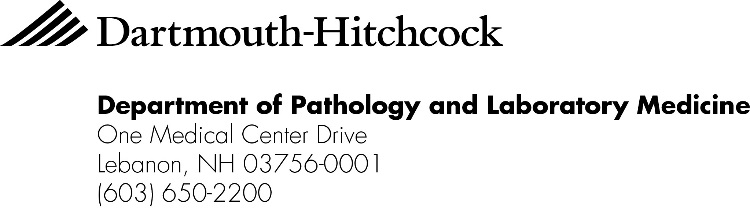 Dartmouth-Hitchcock
Department of Pathology and Laboratory Medicine
One Medical Center Drive
Lebanon, NH 03756-0001
(603) 650-2200